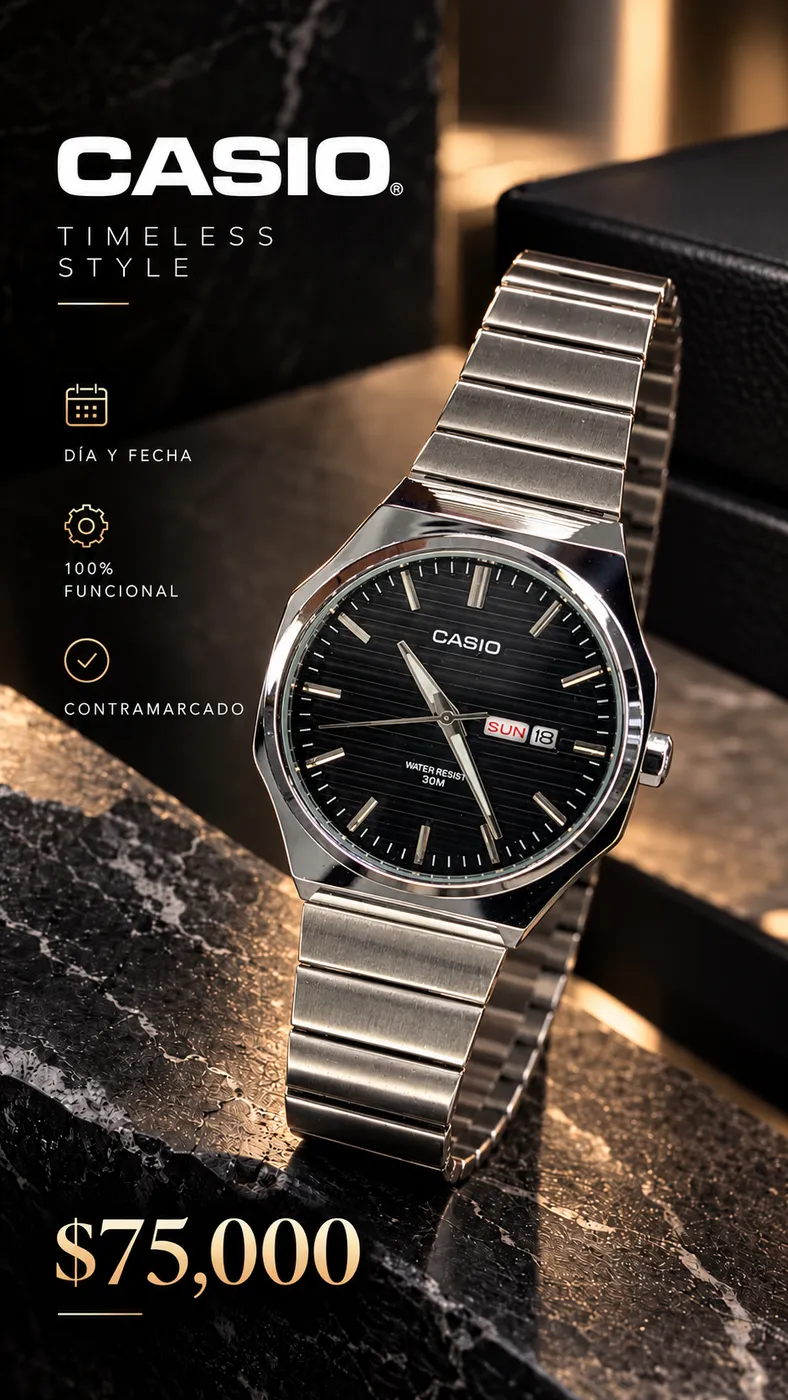 CASIO®
TIMELESS
STYLE
DÍA Y FECHA
100%
FUNCIONAL
CONTRAMARCADO
CASIO
SUN 18
WATER RESIST
30M
$75,000